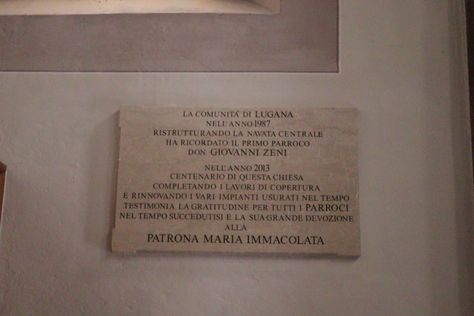 LA COMUNITÀ DI LUGANA
NELL'ANNO 1987
RISTRUTTURANDO LA NAVATA CENTRALE
HA RICORDATO IL PRIMO PARROCO
DON GIOVANNI ZENI
NELL'ANNO 2013
CENTENARIO DI QUESTA CHIESA
COMPLETANDO I LAVORI DI COPERTURA
E RINNOVANDO I VARI IMPIANTI USURATI NEL TEMPO
TESTIMONIA LA GRATITUDINE PER TUTTI I PARROCI
NEL TEMPO SUCCEDUTISI E LA SUA GRANDE DEVOZIONE
ALLA
PATRONA MARIA IMMACOLATA